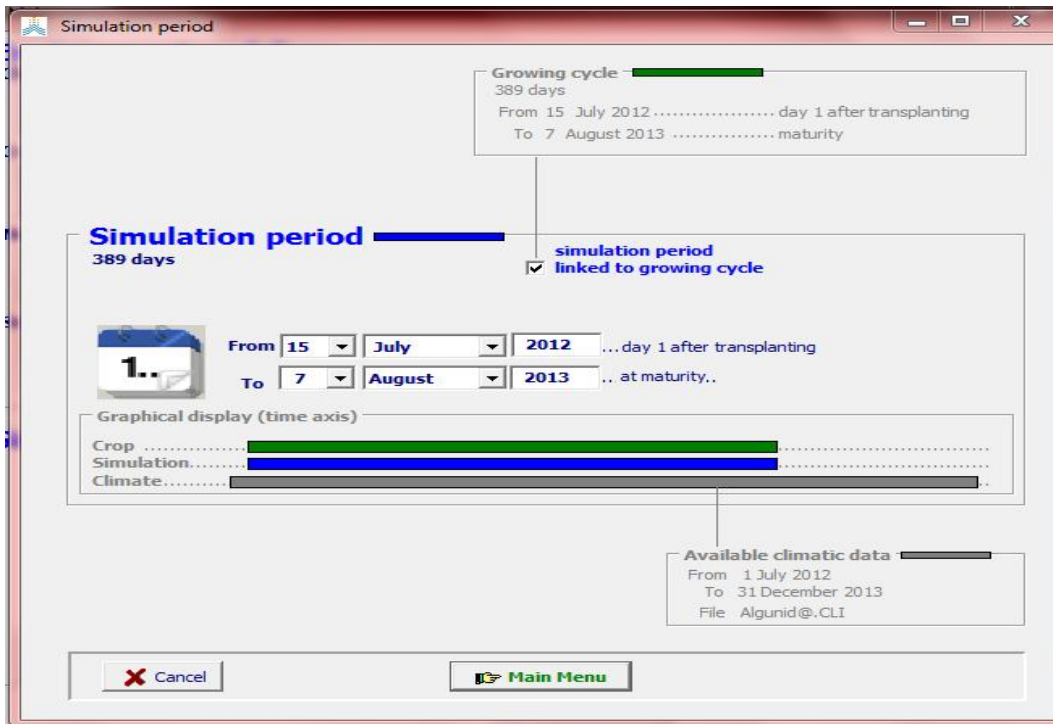 Simulation period
Growing cycle
389 days
From 15 July 2012 ................... day 1 after transplanting
To 7 August 2013 ................ maturity
Simulation period
389 days
simulation period
linked to growing cycle
1..
From 15 July 2012 ...day 1 after transplanting
To 7 August 2013 .. at maturity..
Graphical display (time axis)
Crop
Simulation
Climate
Available climatic data
From 1 July 2012
To 31 December 2013
File Algunid@.CLI
Cancel
Main Menu